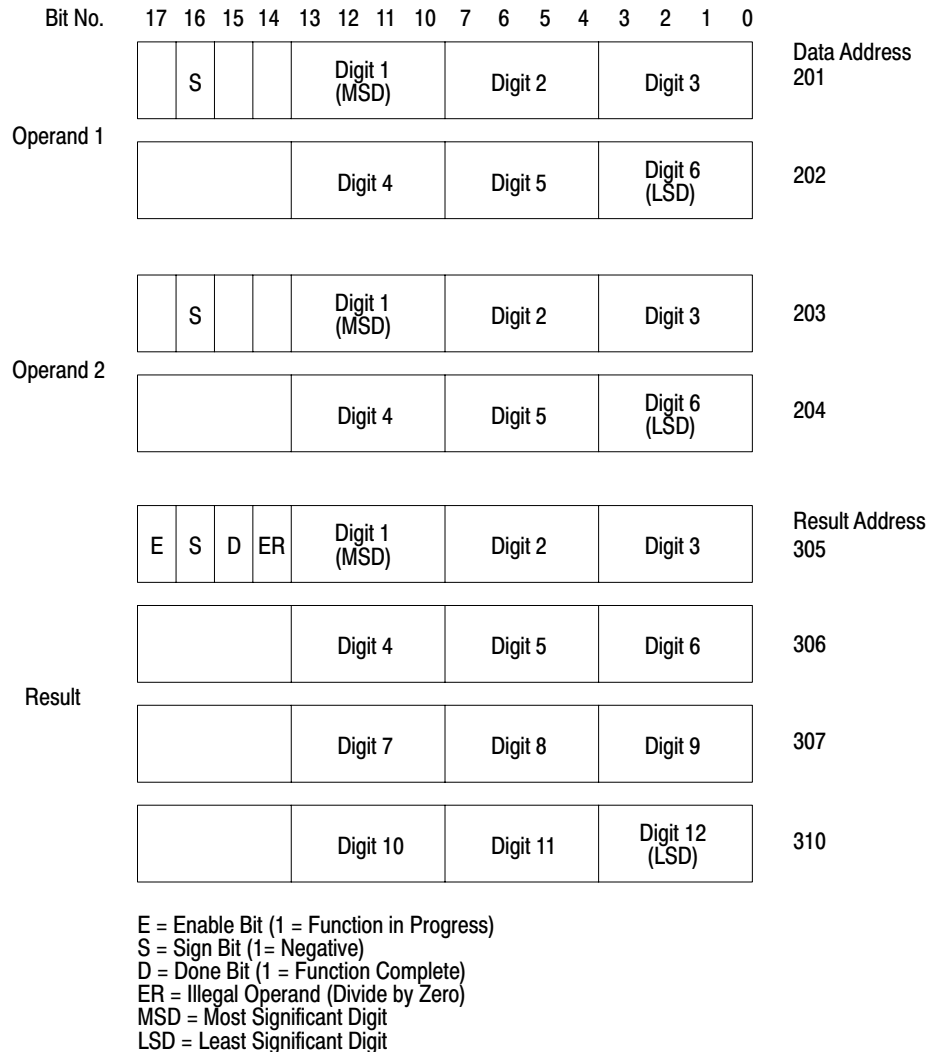 Bit No. 17 16 15 14 13 12 11 10 7 6 5 4 3 2 1 0
Data Address
S Digit 1 (MSD) Digit 2 Digit 3 201
Operand 1
Digit 4 Digit 5 Digit 6 (LSD) 202
S Digit 1 (MSD) Digit 2 Digit 3 203
Operand 2
Digit 4 Digit 5 Digit 6 (LSD) 204
Result Address
E S D ER Digit 1 (MSD) Digit 2 Digit 3 305
Digit 4 Digit 5 Digit 6 306
Result
Digit 7 Digit 8 Digit 9 307
Digit 10 Digit 11 Digit 12 (LSD) 310
E = Enable Bit (1 = Function in Progress)
S = Sign Bit (1= Negative)
D = Done Bit (1 = Function Complete)
ER = Illegal Operand (Divide by Zero)
MSD = Most Significant Digit
LSD = Least Significant Digit